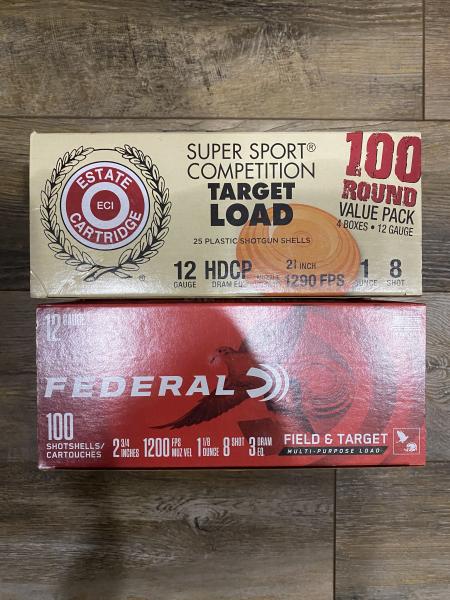 ESTATE
ECI
CARTRIDGE
®
SUPER SPORT®
COMPETITION
TARGET
LOAD
25 PLASTIC SHOTGUN SHELLS
100
ROUND
VALUE PACK
4 BOXES • 12 GAUGE
12 HDCP 1 8
GAUGE DRAM EQ. INCH 1290 FPS OUNCE SHOT
12 GAUGE
FEDERAL
100
SHOTSHELLS/
CARTOUCHES
2 3/4 INCHES
1200 FPS MUZ VEL
1 1/8 OUNCE
8 SHOT
3 DRAM EQ.
FIELD & TARGET
MULTI-PURPOSE LOAD